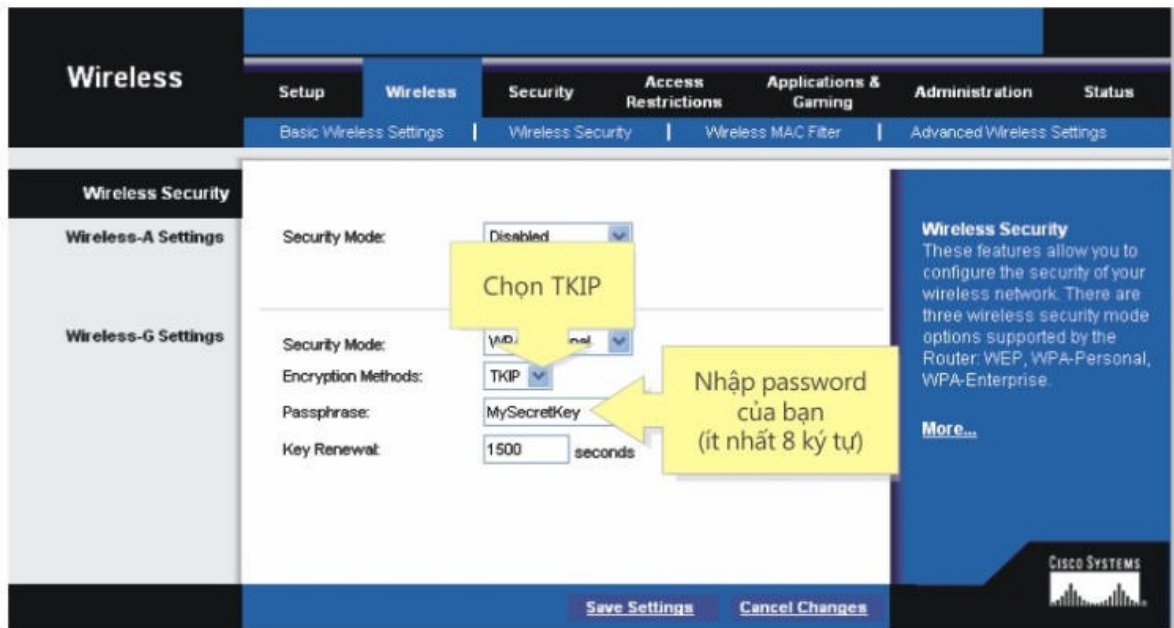 Wireless
Setup
Wireless
Security
Access
Restrictions
Applications &
Gaming
Administration
Status
Basic Wireless Settings
Wireless Security
Wireless MAC Filter
Advanced Wireless Settings
Wireless Security
Wireless-A Settings
Security Mode: Disabled
Chọn TKIP
Wireless-G Settings
Security Mode:
Encryption Methods: TKIP
Passphrase: MySecretKey
Key Renewal: 1500 seconds
Nhập password
của bạn
(ít nhất 8 ký tự)
Wireless Security
These features allow you to
configure the security of your
wireless network. There are
three wireless security mode
options supported by the
Router: WEP, WPA-Personal,
WPA-Enterprise.
More...
CISCO SYSTEMS
Save Settings
Cancel Changes